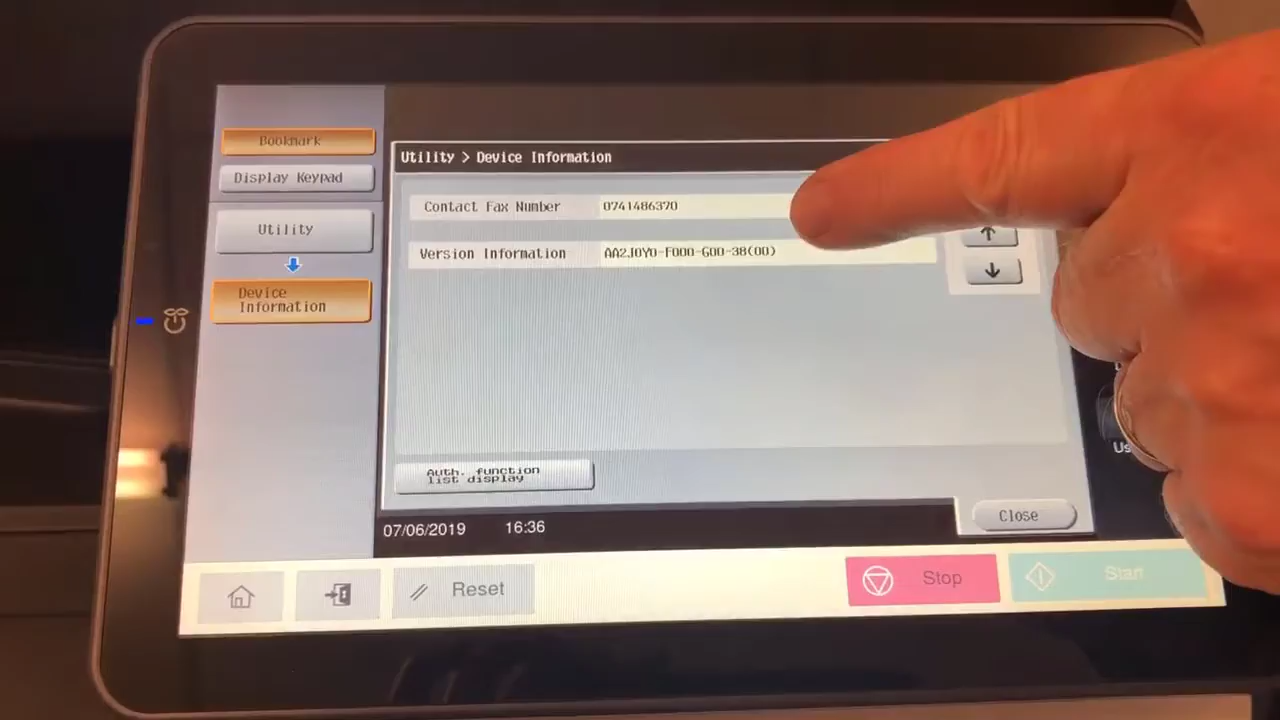 Bookmark
Display Keypad
Utility
Device
Information
Utility > Device Information
Contact Fax Number 0741486370
Version Information AA2J0Y0-F000-G00-38(00)
Auth. function
list display
Close
07/06/2019 16:36
Reset
Stop
Start